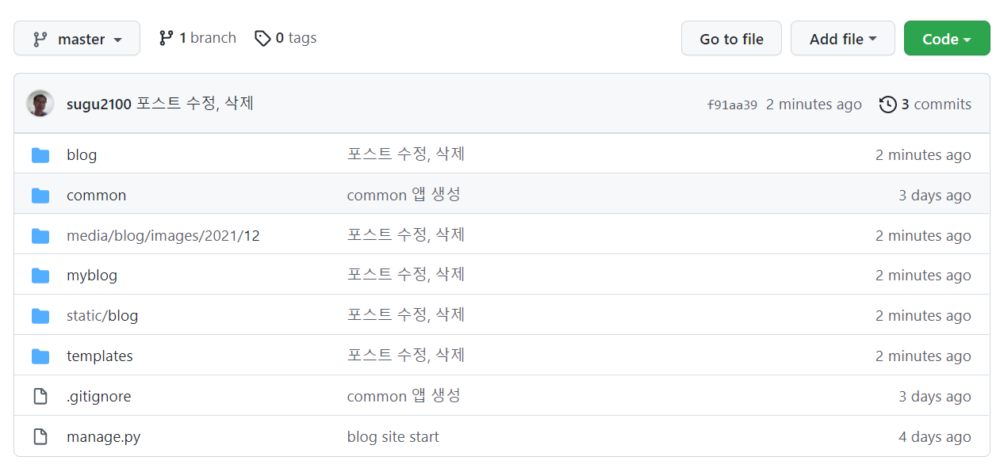 master 1 branch 0 tags Go to file Add file Code
sugu2100 포스트 수정, 삭제 f91aa39 2 minutes ago 3 commits
blog 포스트 수정, 삭제 2 minutes ago
common common 앱 생성 3 days ago
media/blog/images/2021/12 포스트 수정, 삭제 2 minutes ago
myblog 포스트 수정, 삭제 2 minutes ago
static/blog 포스트 수정, 삭제 2 minutes ago
templates 포스트 수정, 삭제 2 minutes ago
.gitignore common 앱 생성 3 days ago
manage.py blog site start 4 days ago